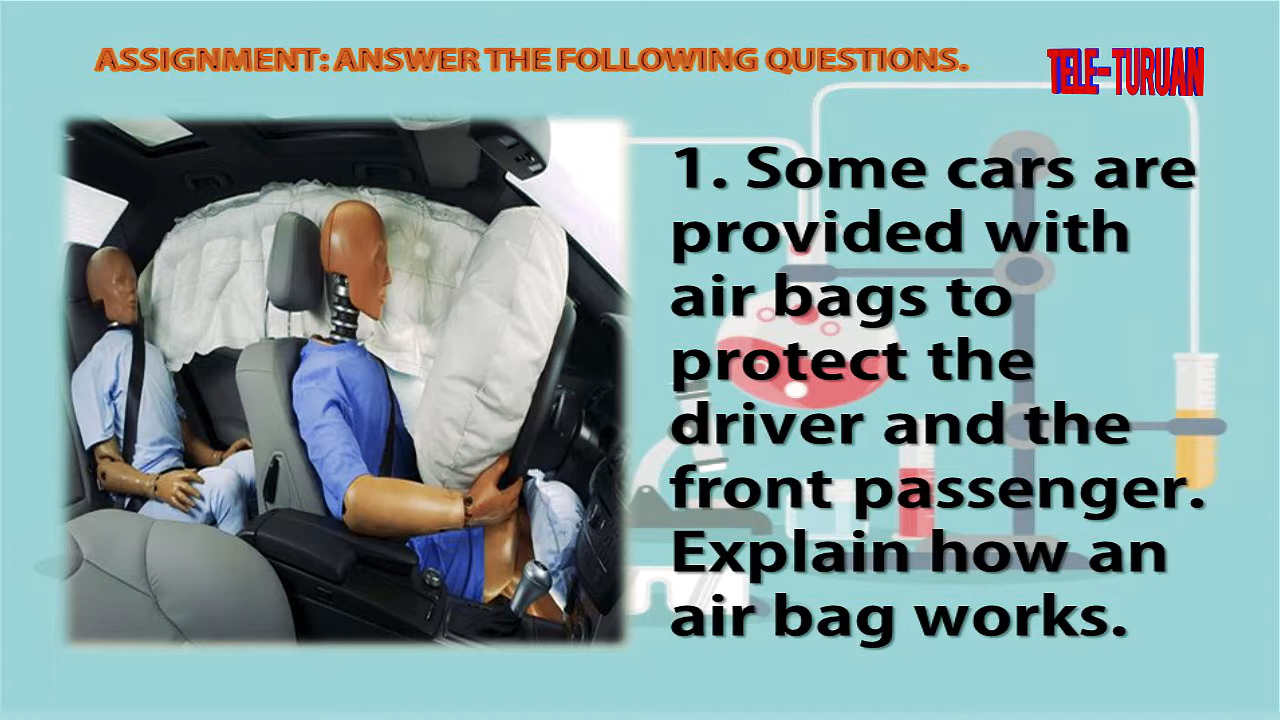 ASSIGNMENT: ANSWER THE FOLLOWING QUESTIONS.
TELE-TURUAN
1. Some cars are
provided with
air bags to
protect the
driver and the
front passenger.
Explain how an
air bag works.